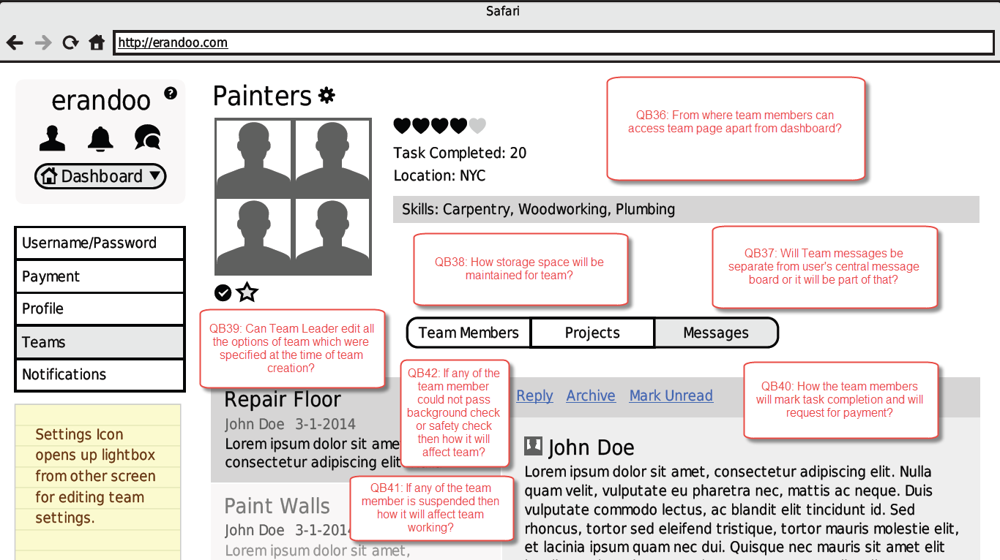 Safari
http://erandoo.com
erandoo
?
Dashboard
Username/Password
Payment
Profile
Teams
Notifications
Settings Icon
opens up lightbox
from other screen
for editing team
settings.
Painters
Task Completed: 20
Location: NYC
Skills: Carpentry, Woodworking, Plumbing
QB36: From where team members can
access team page apart from dashboard?
QB38: How storage space will be
maintained for team?
QB37: Will Team messages be
separate from user's central message
board or it will be part of that?
QB39: Can Team Leader edit all
the options of team which were
specified at the time of team
creation?
Team Members
Projects
Messages
QB42: If any of the
team member
could not pass
background check
or safety check
then how it will
affect team?
QB40: How the team members
will mark task completion and will
request for payment?
Reply Archive Mark Unread
Repair Floor
John Doe 3-1-2014
Lorem ipsum dolor sit ame
consectetur adipiscing elit
QB41: If any of the team
member is suspended then
how it will affect team
working?
Paint Walls
John Doe 3-1-201
Lorem ipsum dolor sit amet,
John Doe
Lorem ipsum dolor sit amet, consectetur adipiscing elit. Nulla
quam velit, vulputate eu pharetra nec, mattis ac neque. Duis
vulputate commodo lectus, ac blandit elit tincidunt id. Sed
rhoncus, tortor sed eleifend tristique, tortor mauris molestie elit,
et lacinia ipsum quam nec dui. Quisque nec mauris sit amet elit